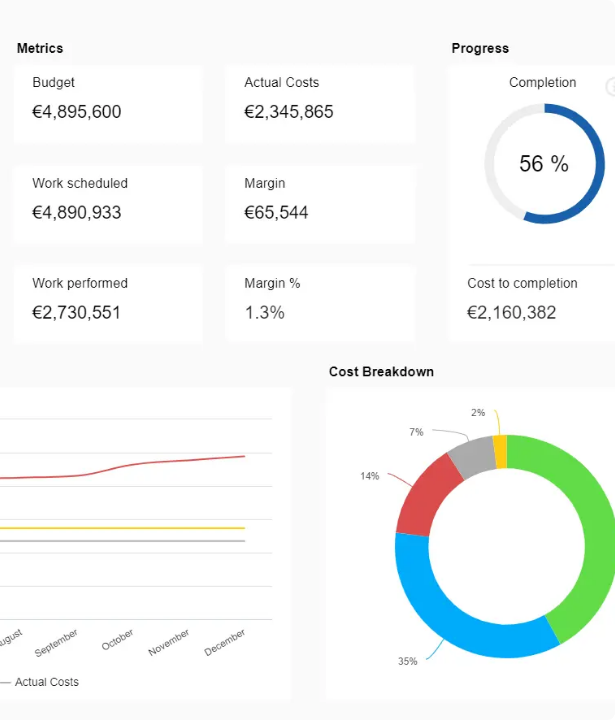 Metrics
Progress
Budget
€4,895,600
Actual Costs
€2,345,865
Completion
56 %
Work scheduled
€4,890,933
Margin
€65,544
Work performed
€2,730,551
Margin %
1.3%
Cost to completion
€2,160,382
Cost Breakdown
2%
7%
14%
35%
ugust
September
October
November
December
Actual Costs